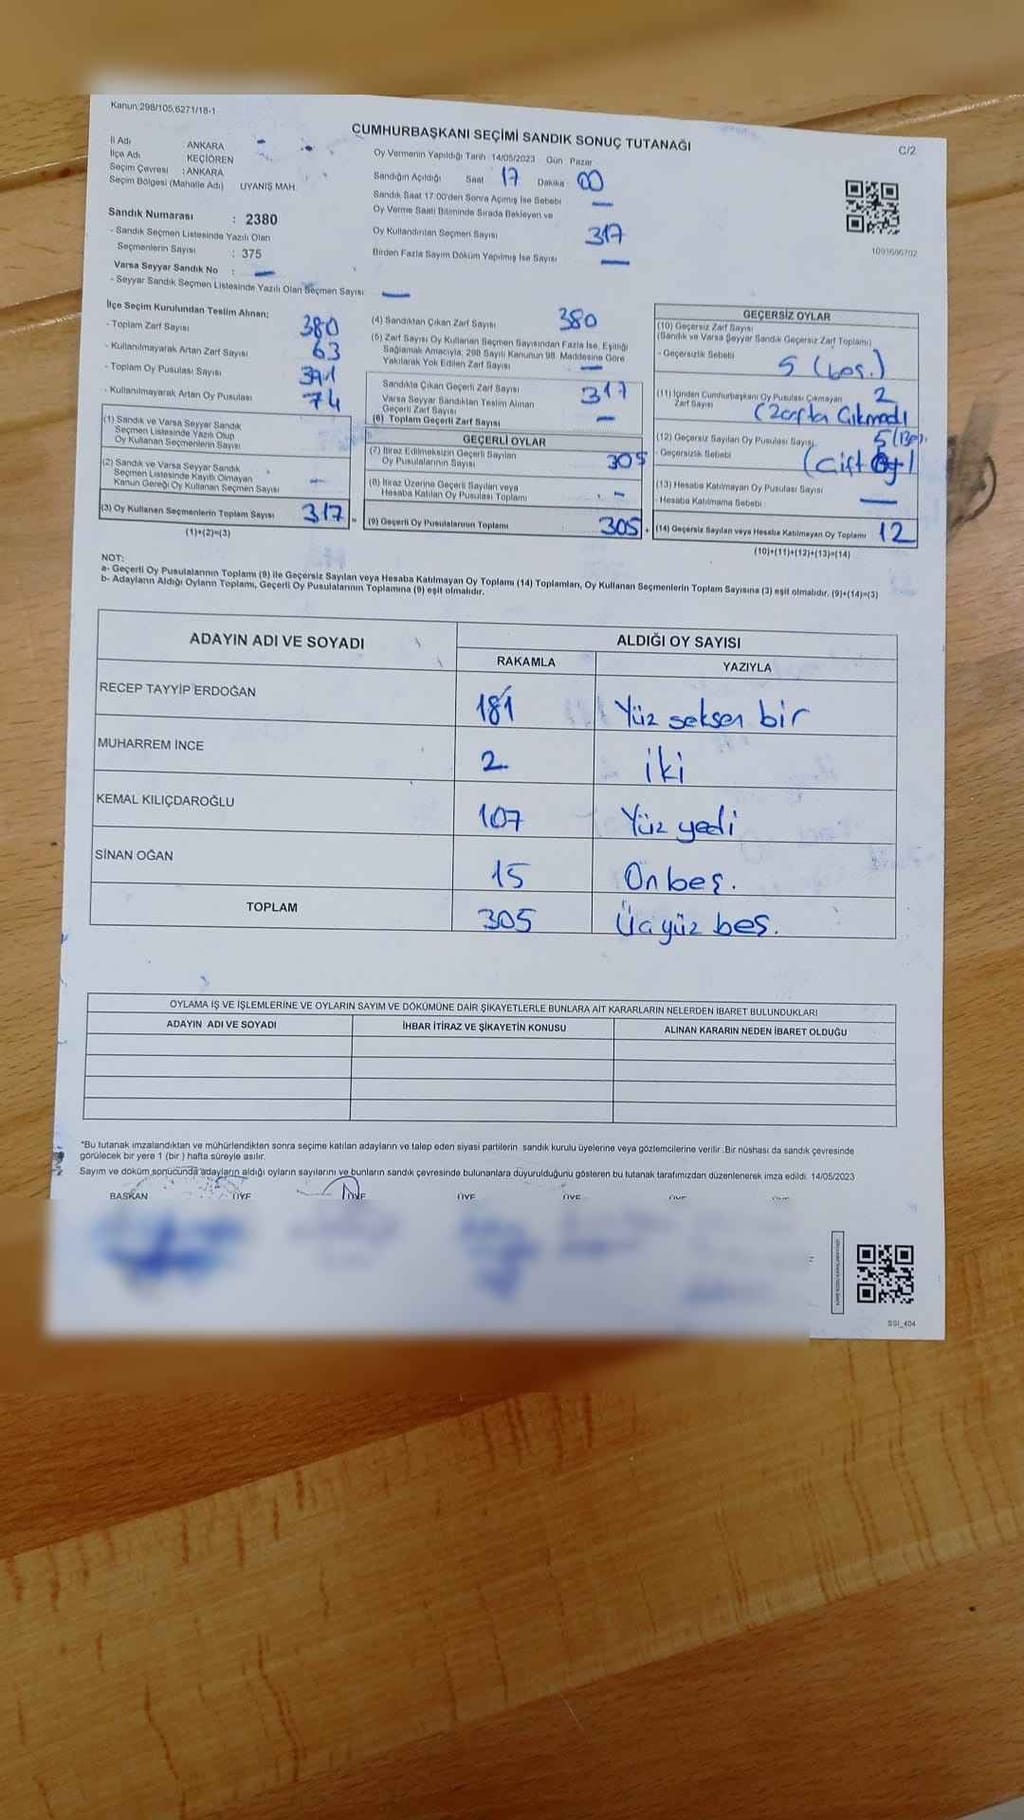 Kanun:298/105,6271/18-1
CUMHURBAŞKANI SEÇİMİ SANDIK SONUÇ TUTANAĞI
C/2
İl Adı : ANKARA
İlçe Adı : KEÇİÖREN
Seçim Çevresi : ANKARA
Seçim Bölgesi (Mahalle Adı) UYANIŞ MAH.
Oy Vermenin Yapıldığı Tarih 14/05/2023 Gün Pazar
Sandığın Açıldığı Saat 17 Dakika 00
Sandık Saat 17:00'den Sonra Açılmış İse Sebebi —
Oy Verme Saati Bitiminde Sırada Bekleyen ve
Oy Kullandırılan Seçmen Sayısı 317
Birden Fazla Sayım Döküm Yapılmış İse Sayısı —
Sandık Numarası : 2380
- Sandık Seçmen Listesinde Yazılı Olan
Seçmenlerin Sayısı : 375
Varsa Seyyar Sandık No : —
- Seyyar Sandık Seçmen Listesinde Yazılı Olan Seçmen Sayısı —
İlçe Seçim Kurulundan Teslim Alınan;
- Toplam Zarf Sayısı 380
- Kullanılmayarak Artan Zarf Sayısı 63
- Toplam Oy Pusulası Sayısı 391
- Kullanılmayarak Artan Oy Pusulası 74
(1) Sandık ve Varsa Seyyar Sandık
Seçmen Listesinde Yazılı Olup
Oy Kullanan Seçmenlerin Sayısı
(2) Sandık ve Varsa Seyyar Sandık
Seçmen Listesinde Kayıtlı Olmayan
Kanun Gereği Oy Kullanan Seçmen Sayısı —
(3) Oy Kullanan Seçmenlerin Toplam Sayısı 317
(1)+(2)=(3)
(4) Sandıktan Çıkan Zarf Sayısı 380
(5) Zarf Sayısı Oy Kullanan Seçmen Sayısından Fazla İse, Eşitliği
Sağlamak Amacıyla, 298 Sayılı Kanunun 98. Maddesine Göre
Yakılarak Yok Edilen Zarf Sayısı —
Sandıkta Çıkan Geçerli Zarf Sayısı 317
Varsa Seyyar Sandıktan Teslim Alınan
Geçerli Zarf Sayısı —
(6) Toplam Geçerli Zarf Sayısı
GEÇERLİ OYLAR
(7) İtiraz Edilmeksizin Geçerli Sayılan
Oy Pusulalarının Sayısı 305
(8) İtiraz Üzerine Geçerli Sayılan veya
Hesaba Katılan Oy Pusulası Toplamı —
(9) Geçerli Oy Pusulalarının Toplamı 305
GEÇERSİZ OYLAR
(10) Geçersiz Zarf Sayısı
(Sandık ve Varsa Seyyar Sandık Geçersiz Zarf Toplamı)
- Geçersizlik Sebebi 5 (beş.)
(11) İçinden Cumhurbaşkanı Oy Pusulası Çıkmayan 2
Zarf Sayısı (Zarfta Çıkmadı
(12) Geçersiz Sayılan Oy Pusulası Sayısı 5 (Beş).
- Geçersizlik Sebebi (Çift oy)
(13) Hesaba Katılmayan Oy Pusulası Sayısı
- Hesaba Katılmama Sebebi —
(14) Geçersiz Sayılan veya Hesaba Katılmayan Oy Toplamı 12
(10)+(11)+(12)+(13)=(14)
NOT:
a- Geçerli Oy Pusulalarının Toplamı (9) ile Geçersiz Sayılan veya Hesaba Katılmayan Oy Toplamı (14) Toplamları, Oy Kullanan Seçmenlerin Toplam Sayısına (3) eşit olmalıdır. (9)+(14)=(3)
b- Adayların Aldığı Oyların Toplamı, Geçerli Oy Pusulalarının Toplamına (9) eşit olmalıdır.
ADAYIN ADI VE SOYADI
ALDIĞI OY SAYISI
RAKAMLA YAZIYLA
RECEP TAYYİP ERDOĞAN 181 Yüz seksen bir
MUHARREM İNCE 2 iki
KEMAL KILIÇDAROĞLU 107 Yüz yedi
SİNAN OĞAN 15 Onbeş.
TOPLAM 305 Üçyüz beş.
OYLAMA İŞ VE İŞLEMLERİNE VE OYLARIN SAYIM VE DÖKÜMÜNE DAİR ŞİKAYETLERLE BUNLARA AİT KARARLARIN NELERDEN İBARET BULUNDUKLARI
ADAYIN ADI VE SOYADI İHBAR İTİRAZ VE ŞİKAYETİN KONUSU ALINAN KARARIN NEDEN İBARET OLDUĞU
*Bu tutanak imzalandıktan ve mühürlendikten sonra seçime katılan adayların ve talep eden siyasi partilerin sandık kurulu üyelerine veya gözlemcilerine verilir. Bir nüshası da sandık çevresinde
görülecek bir yere 1 (bir ) hafta süreyle asılır.
Sayım ve döküm sonucunda adayların aldığı oyların sayılarını ve bunların sandık çevresinde bulunanlara duyurulduğunu gösteren bu tutanak tarafımızdan düzenlenerek imza edildi. 14/05/2023
BAŞKAN ÜYE ÜYE ÜYE ÜYE
SSI_404